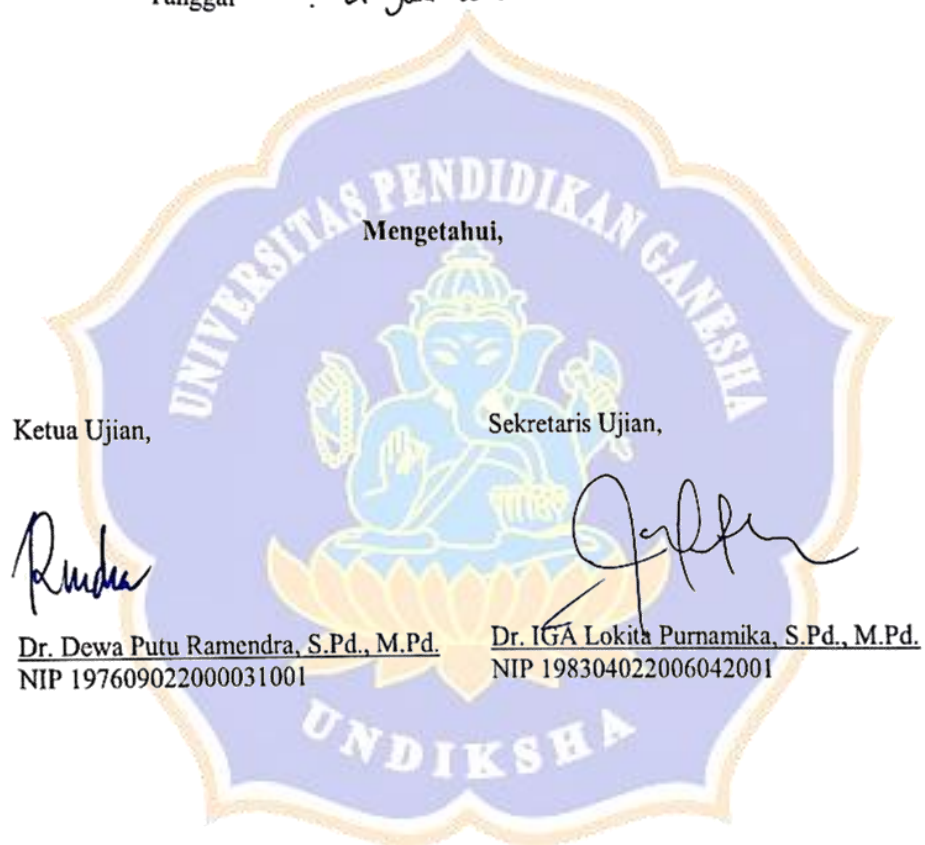 UNIVERSITAS PENDIDIKAN GANESHA
Mengetahui,
Ketua Ujian,
Sekretaris Ujian,
Dr. Dewa Putu Ramendra, S.Pd., M.Pd.
NIP 197609022000031001
Dr. IGA Lokita Purnamika, S.Pd., M.Pd.
NIP 198304022006042001
UNDIKSHA